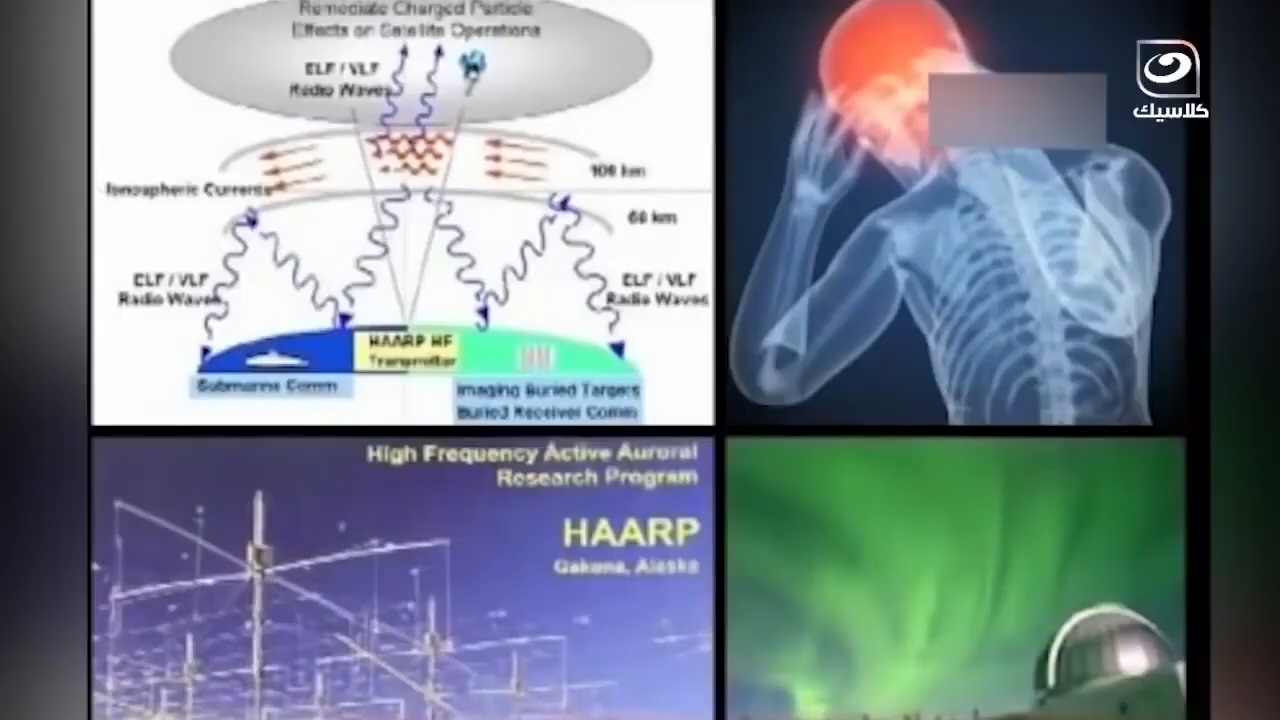 Remediate Charged Particle
Effects on Satellite Operations
ELF / VLF
Radio Waves
100 km
Ionospheric Currents
60 km
ELF / VLF
Radio Waves
ELF / VLF
Radio Waves
HAARP HF
Transmitter
Submarine Comm
Imaging Buried Targets
Buried Receiver Comm
كلاسيك
High Frequency Active Auroral
Research Program
HAARP
Gakona, Alaska